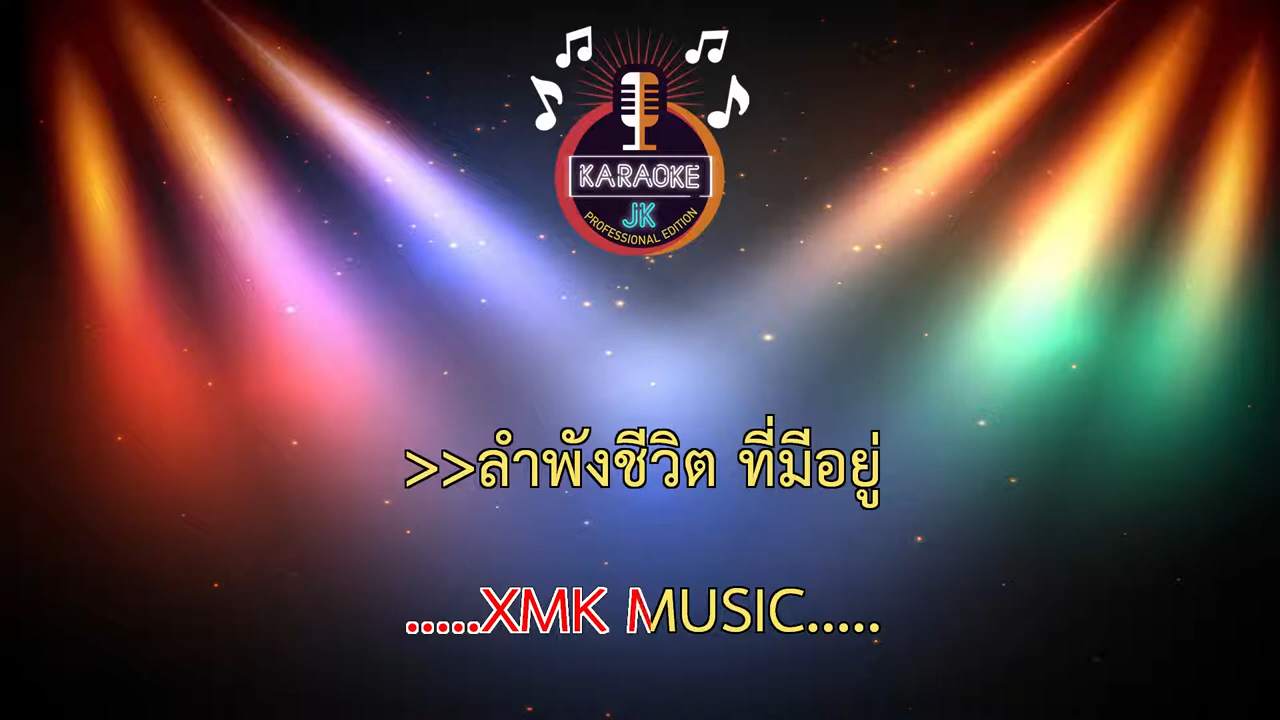 KARAOKE
JK
PROFESSIONAL EDITION
>>ลำพังชีวิต ที่มีอยู่
.....XMK MUSIC.....